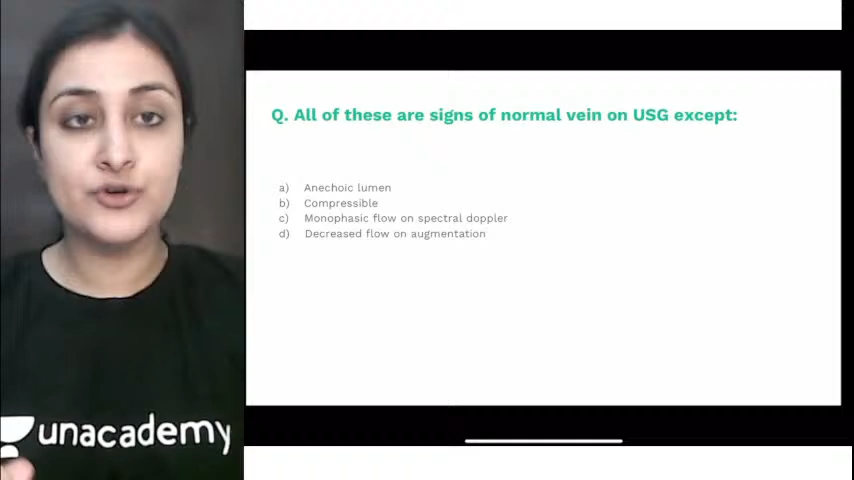 Q. All of these are signs of normal vein on USG except:
a) Anechoic lumen
b) Compressible
c) Monophasic flow on spectral doppler
d) Decreased flow on augmentation
unacademy